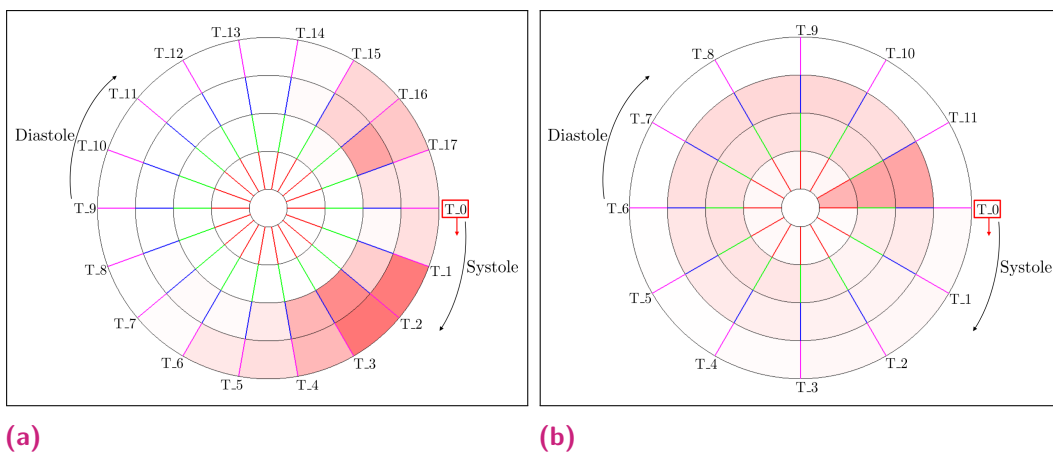 T_13
T_14
T_12
T_15
T_11
T_16
Diastole
T_10
T_17
T_9
T_0
T_8
T_1
Systole
T_7
T_2
T_6
T_3
T_5
T_4
(a)
T_9
T_8
T_10
T_7
T_11
Diastole
T_6
T_0
Systole
T_5
T_1
T_4
T_2
T_3
(b)